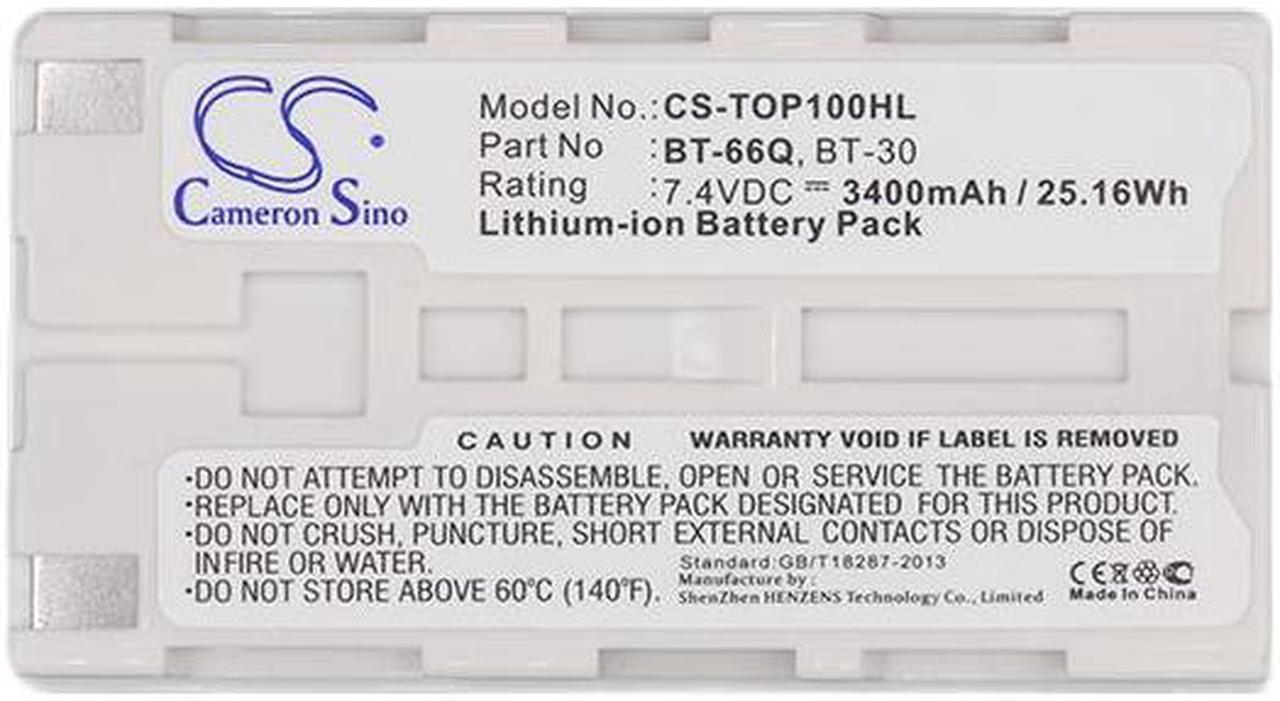 CS
Cameron Sino
Model No.:CS-TOP100HL
Part No :BT-66Q, BT-30
Rating :7.4VDC ⎓ 3400mAh / 25.16Wh
Lithium-ion Battery Pack
CAUTION WARRANTY VOID IF LABEL IS REMOVED
·DO NOT ATTEMPT TO DISASSEMBLE, OPEN OR SERVICE THE BATTERY PACK.
·REPLACE ONLY WITH THE BATTERY PACK DESIGNATED FOR THIS PRODUCT.
·DO NOT CRUSH, PUNCTURE, SHORT EXTERNAL CONTACTS OR DISPOSE OF
INFIRE OR WATER.
·DO NOT STORE ABOVE 60°C (140°F).
Standard:GB/T18287-2013
Manufacture by :
ShenZhen HENZENS Technology Co., Limited
CE
Made In China